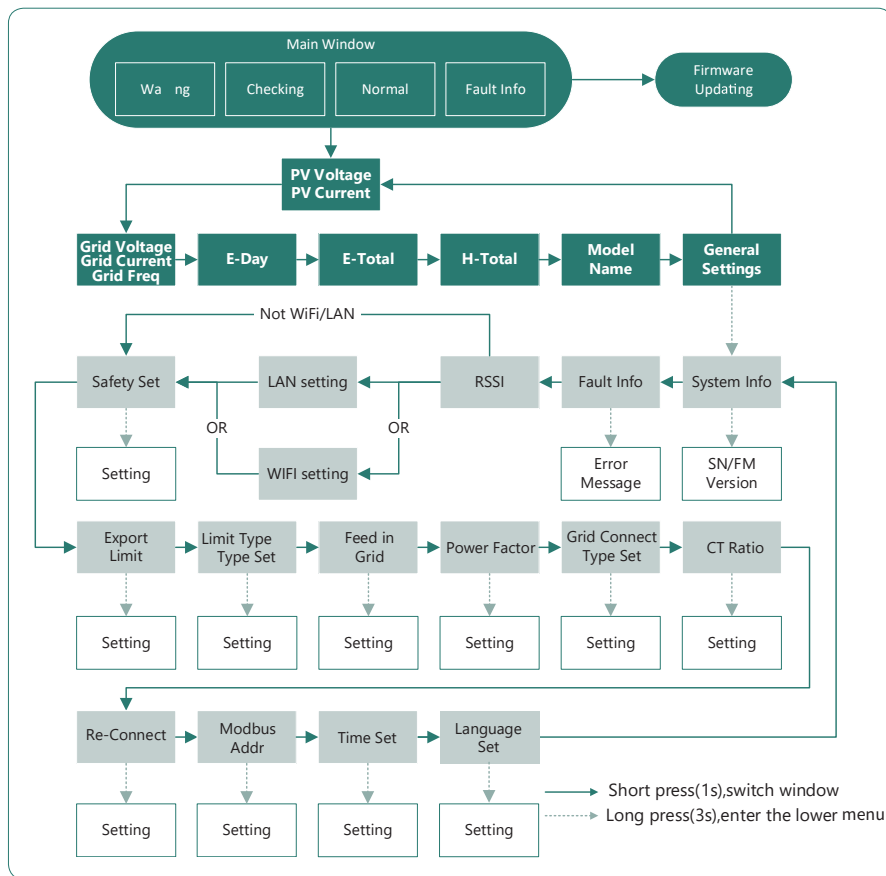 Main Window
Wa ng
Checking
Normal
Fault Info
Firmware
Updating
PV Voltage
PV Current
Grid Voltage
Grid Current
Grid Freq
E-Day
E-Total
H-Total
Model
Name
General
Settings
Not WiFi/LAN
Safety Set
LAN setting
RSSI
Fault Info
System Info
OR
OR
Setting
WIFI setting
Error
Message
SN/FM
Version
Export
Limit
Limit Type
Type Set
Feed in
Grid
Power Factor
Grid Connect
Type Set
CT Ratio
Setting
Setting
Setting
Setting
Setting
Setting
Re-Connect
Modbus
Addr
Time Set
Language
Set
Setting
Setting
Setting
Setting
Short press(1s),switch window
Long press(3s),enter the lower menu